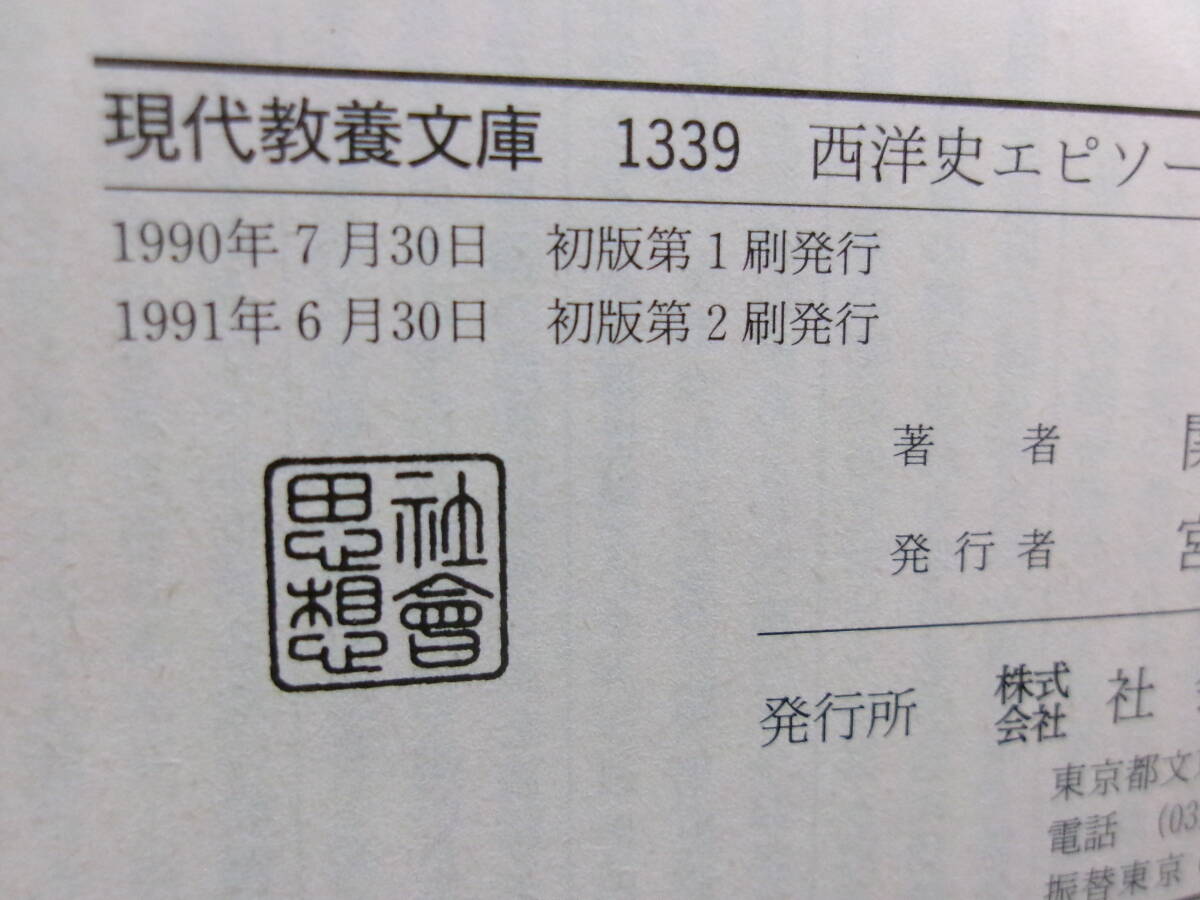 現代教養文庫 1339 西洋史エピソー
1990年7月30日 初版第1刷発行
1991年6月30日 初版第2刷発行
社會
思想
著者
発行者 宮
発行所 株式会社 社
東京都文
電話 (03
振替東京